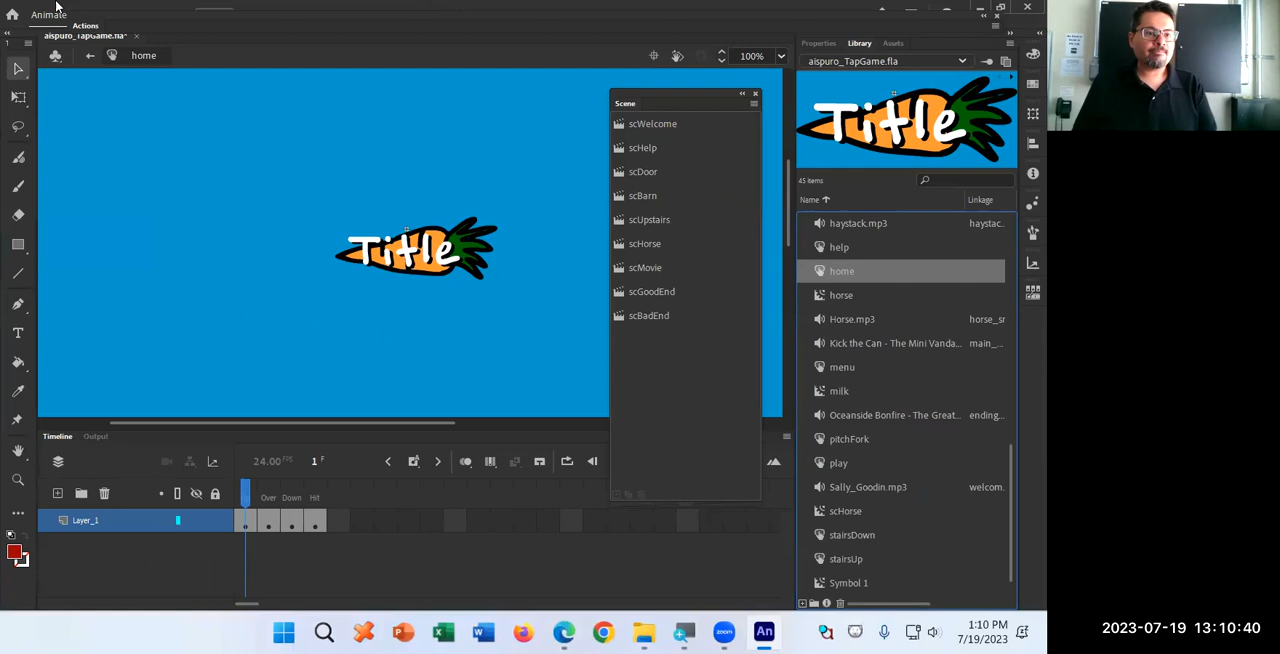 Animate
Actions
aispuro_TapGame.fla*
home
100%
Properties
Library
Assets
aispuro_TapGame.fla
Title
Title
Scene
scWelcome
scHelp
scDoor
scBarn
scUpstairs
scHorse
scMovie
scGoodEnd
scBadEnd
45 items
Name
Linkage
haystack.mp3
haystac..
help
home
horse
Horse.mp3
horse_sr
Kick the Can - The Mini Vanda...
main_...
menu
milk
Oceanside Bonfire - The Great...
ending...
pitchFork
play
Sally_Goodin.mp3
welcom.
scHorse
stairsDown
stairsUp
Symbol 1
Timeline
Output
24.00 FPS
1 F
Over
Down
Hit
Layer_1
1:10 PM
7/19/2023
2023-07-19 13:10:40